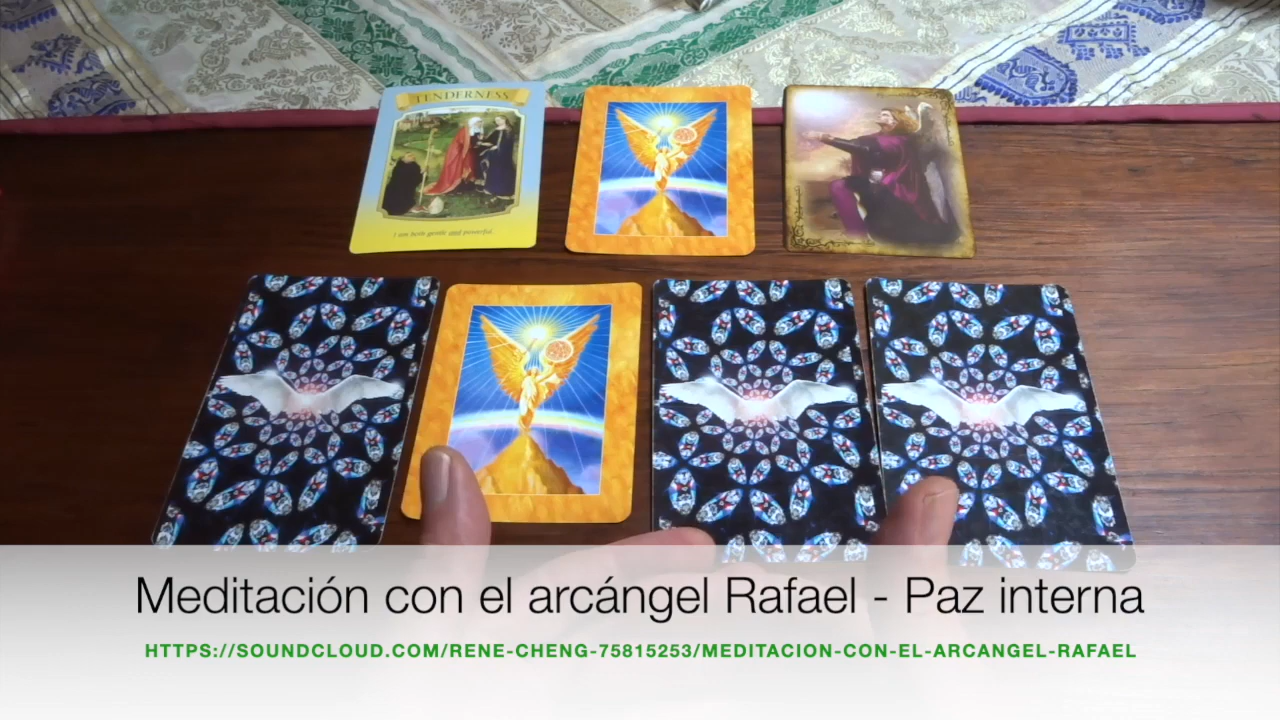 TENDERNESS
I am both gentle and powerful.
Meditación con el arcángel Rafael - Paz interna
HTTPS://SOUNDCLOUD.COM/RENE-CHENG-75815253/MEDITACION-CON-EL-ARCANGEL-RAFAEL